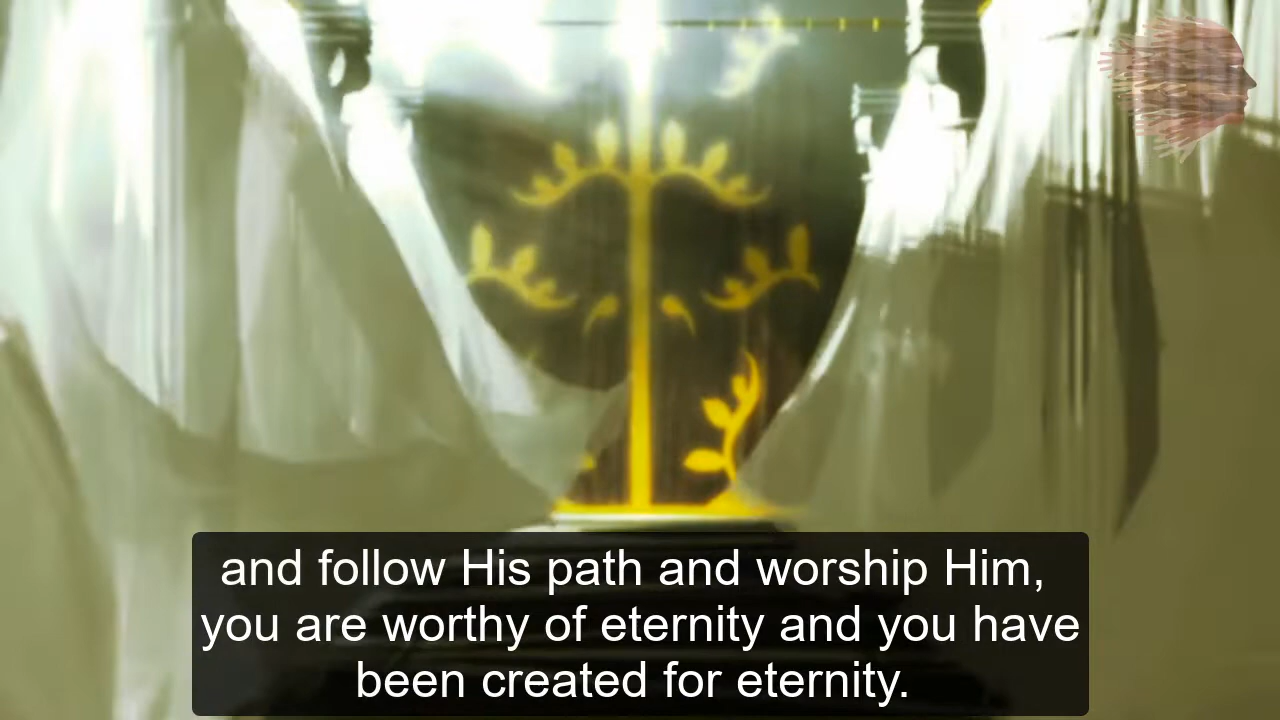 and follow His path and worship Him,
you are worthy of eternity and you have
been created for eternity.